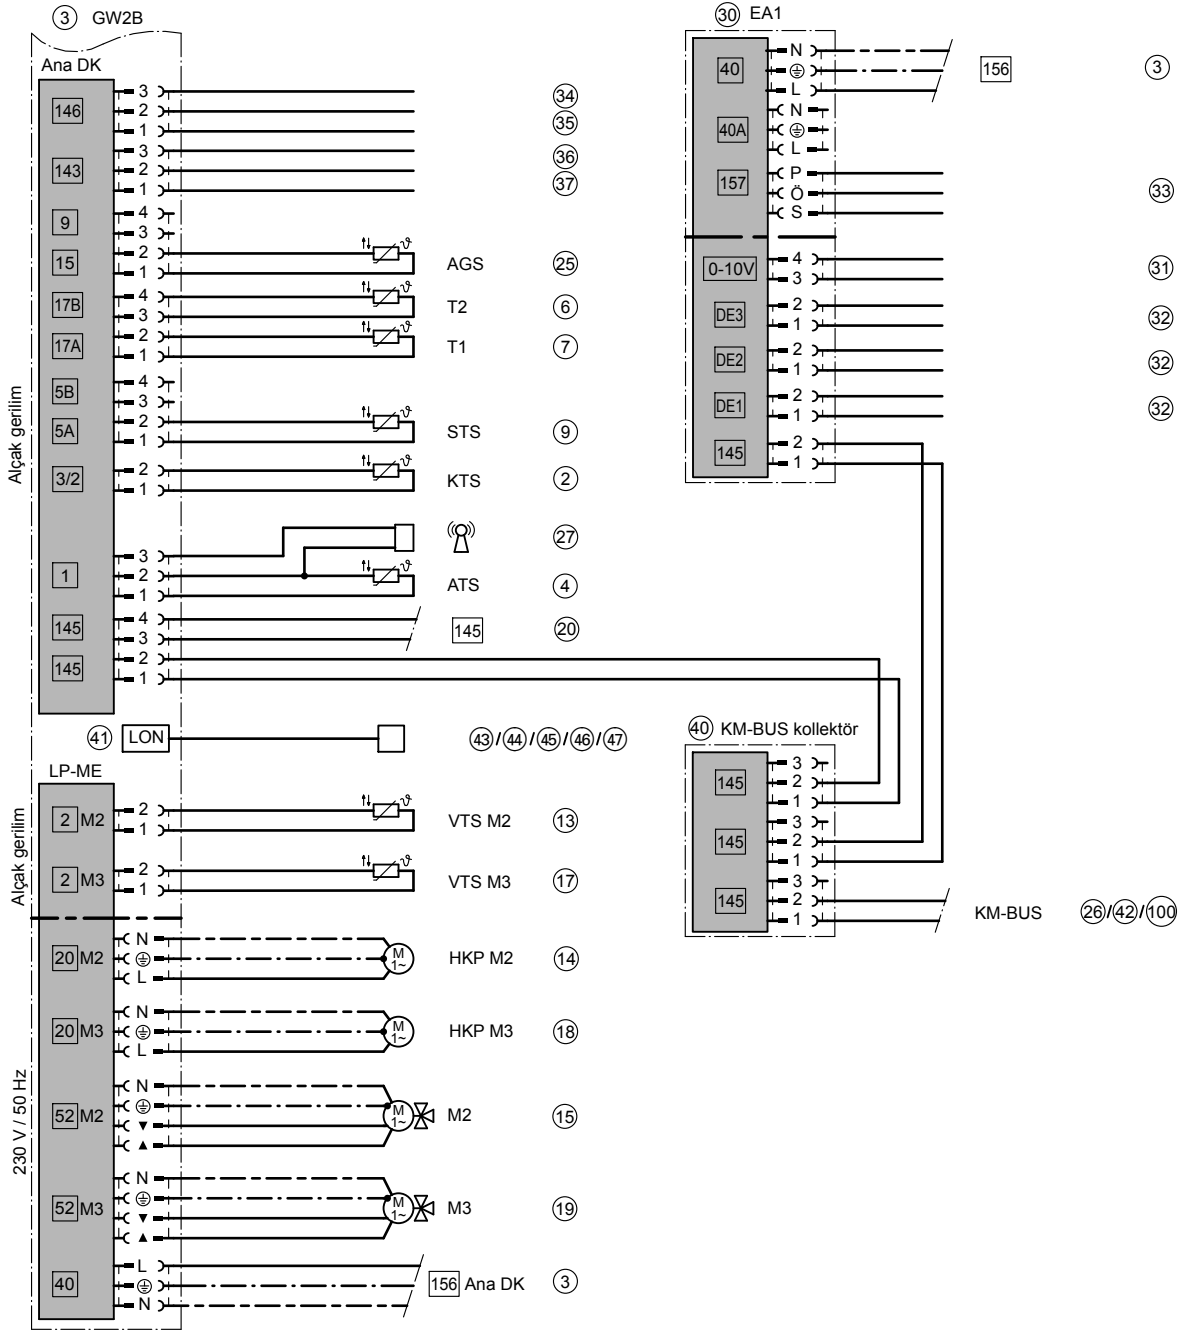 3 GW2B
Ana DK
Alçak gerilim
146
3
2
1
34
35
143
3
2
1
36
37
9
4
3
15
2
1
AGS 25
17B
4
3
T2 6
17A
2
1
T1 7
5B
4
3
5A
2
1
STS 9
3/2
2
1
KTS 2
27
1
3
2
1
ATS 4
145
4
3
145 20
145
2
1
41 LON 43/44/45/46/47
LP-ME
Alçak gerilim
2 M2
2
1
VTS M2 13
2 M3
2
1
VTS M3 17
230 V / 50 Hz
20 M2
N
L
M
1~
HKP M2 14
20 M3
N
L
M
1~
HKP M3 18
52 M2
N
▼
▲
M
1~
M2 15
52 M3
N
▼
▲
M
1~
M3 19
40
L
N
156 Ana DK 3
30 EA1
40
N
L
156 3
40A
N
L
157
P
Ö
S
33
0-10V
4
3
31
DE3
2
1
32
DE2
2
1
32
DE1
2
1
32
145
2
1
40 KM-BUS kollektör
145
3
2
1
145
3
2
1
145
3
2
1
KM-BUS 26/42/100